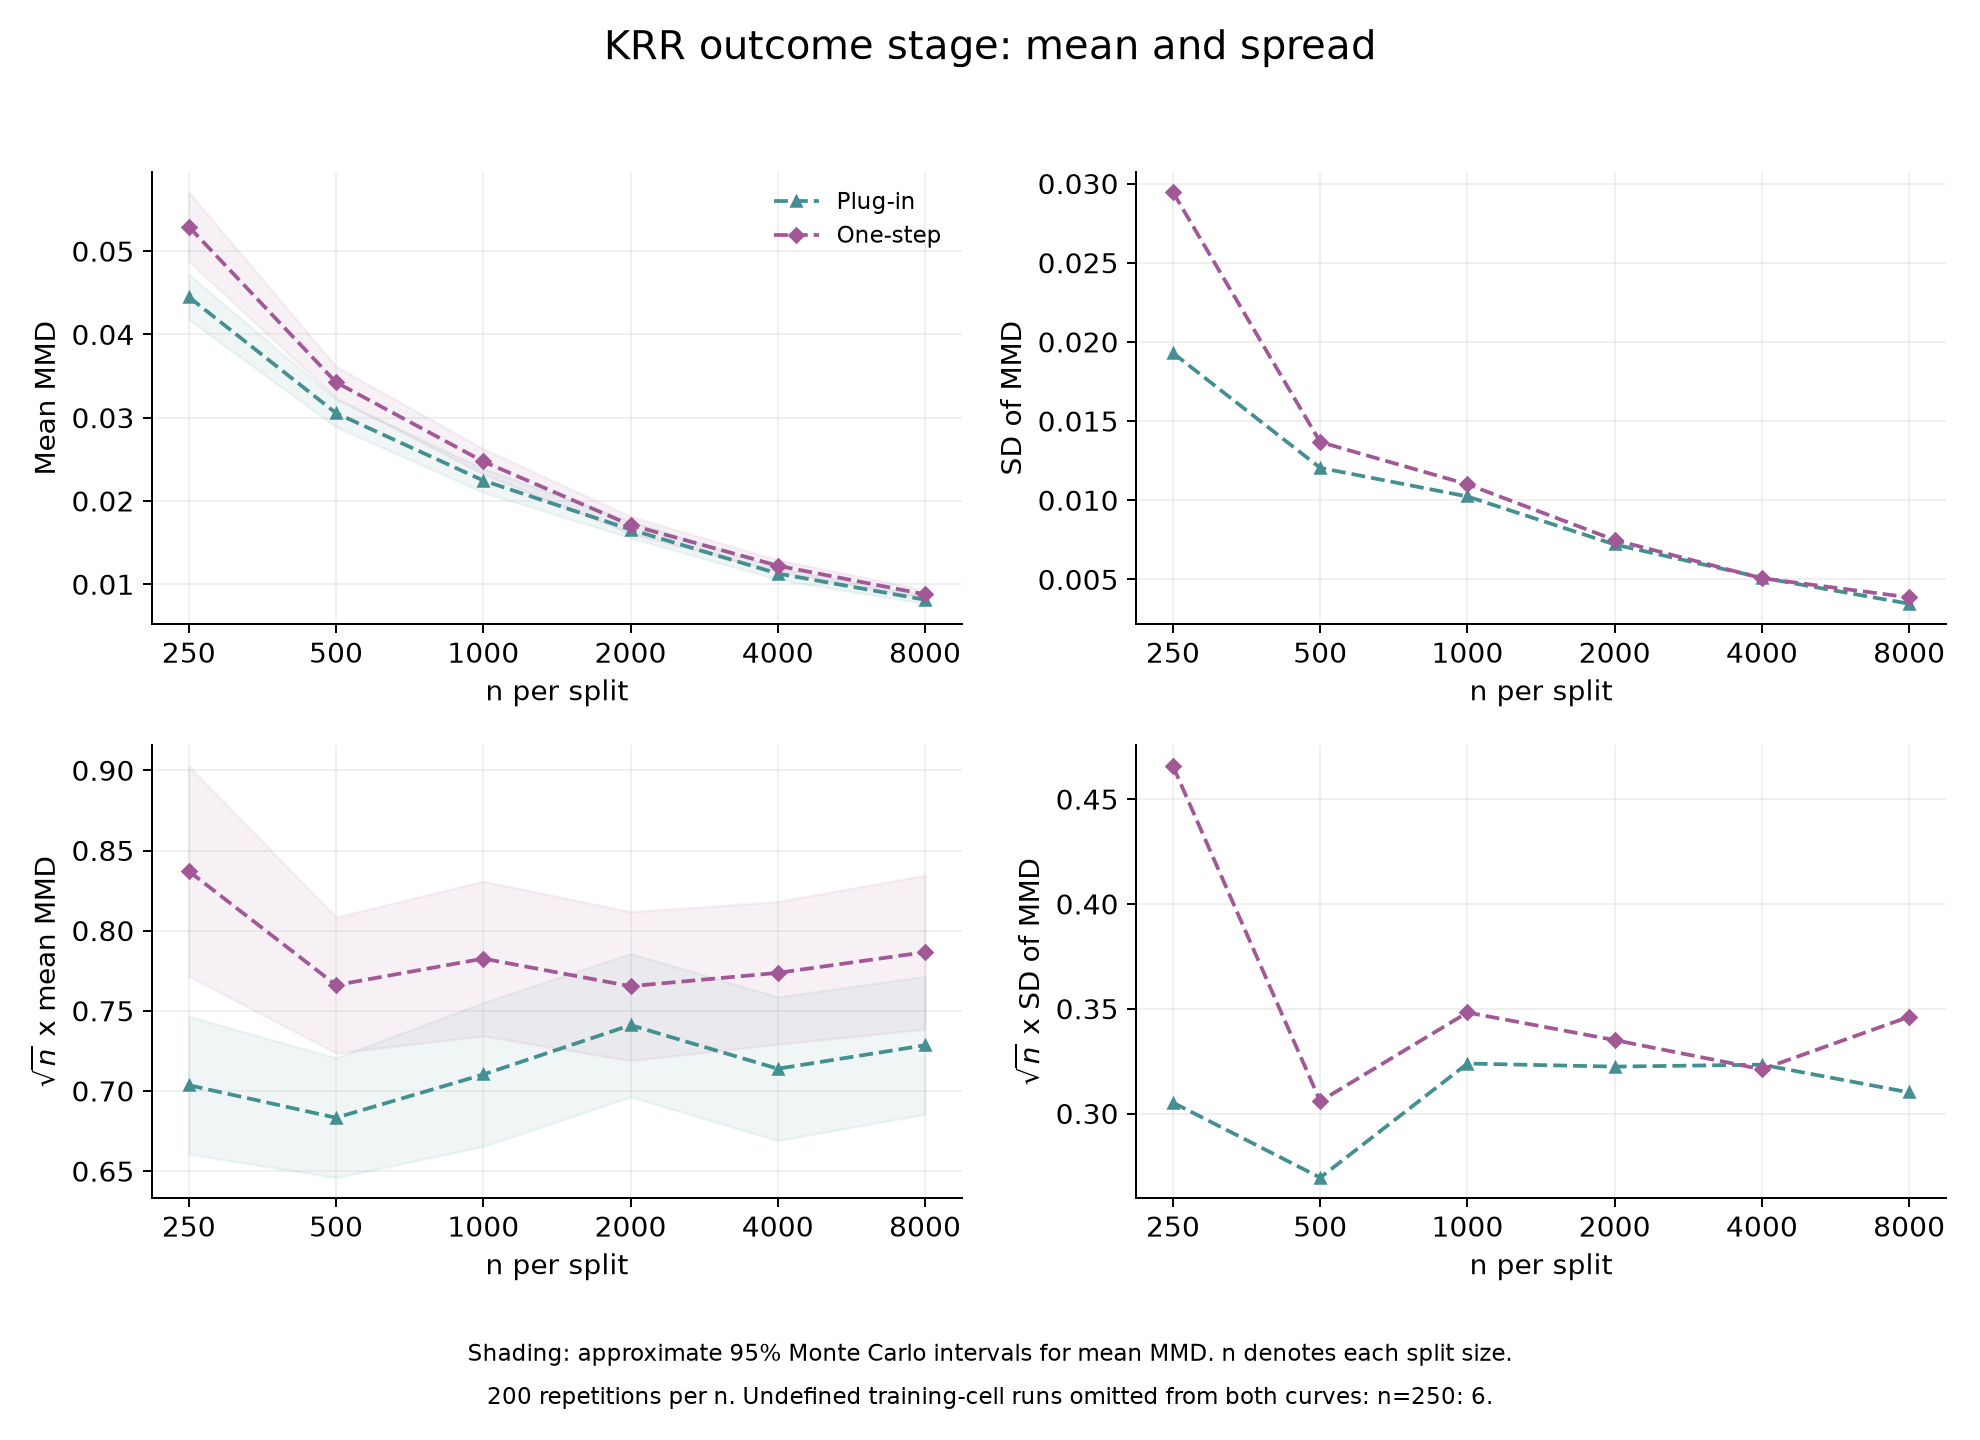 KRR outcome stage: mean and spread
Mean MMD
0.05
0.04
0.03
0.02
0.01
Plug-in
One-step
250 500 1000 2000 4000 8000
n per split
SD of MMD
0.030
0.025
0.020
0.015
0.010
0.005
250 500 1000 2000 4000 8000
n per split
√n x mean MMD
0.90
0.85
0.80
0.75
0.70
0.65
250 500 1000 2000 4000 8000
n per split
√n x SD of MMD
0.45
0.40
0.35
0.30
250 500 1000 2000 4000 8000
n per split
Shading: approximate 95% Monte Carlo intervals for mean MMD. n denotes each split size.
200 repetitions per n. Undefined training-cell runs omitted from both curves: n=250: 6.